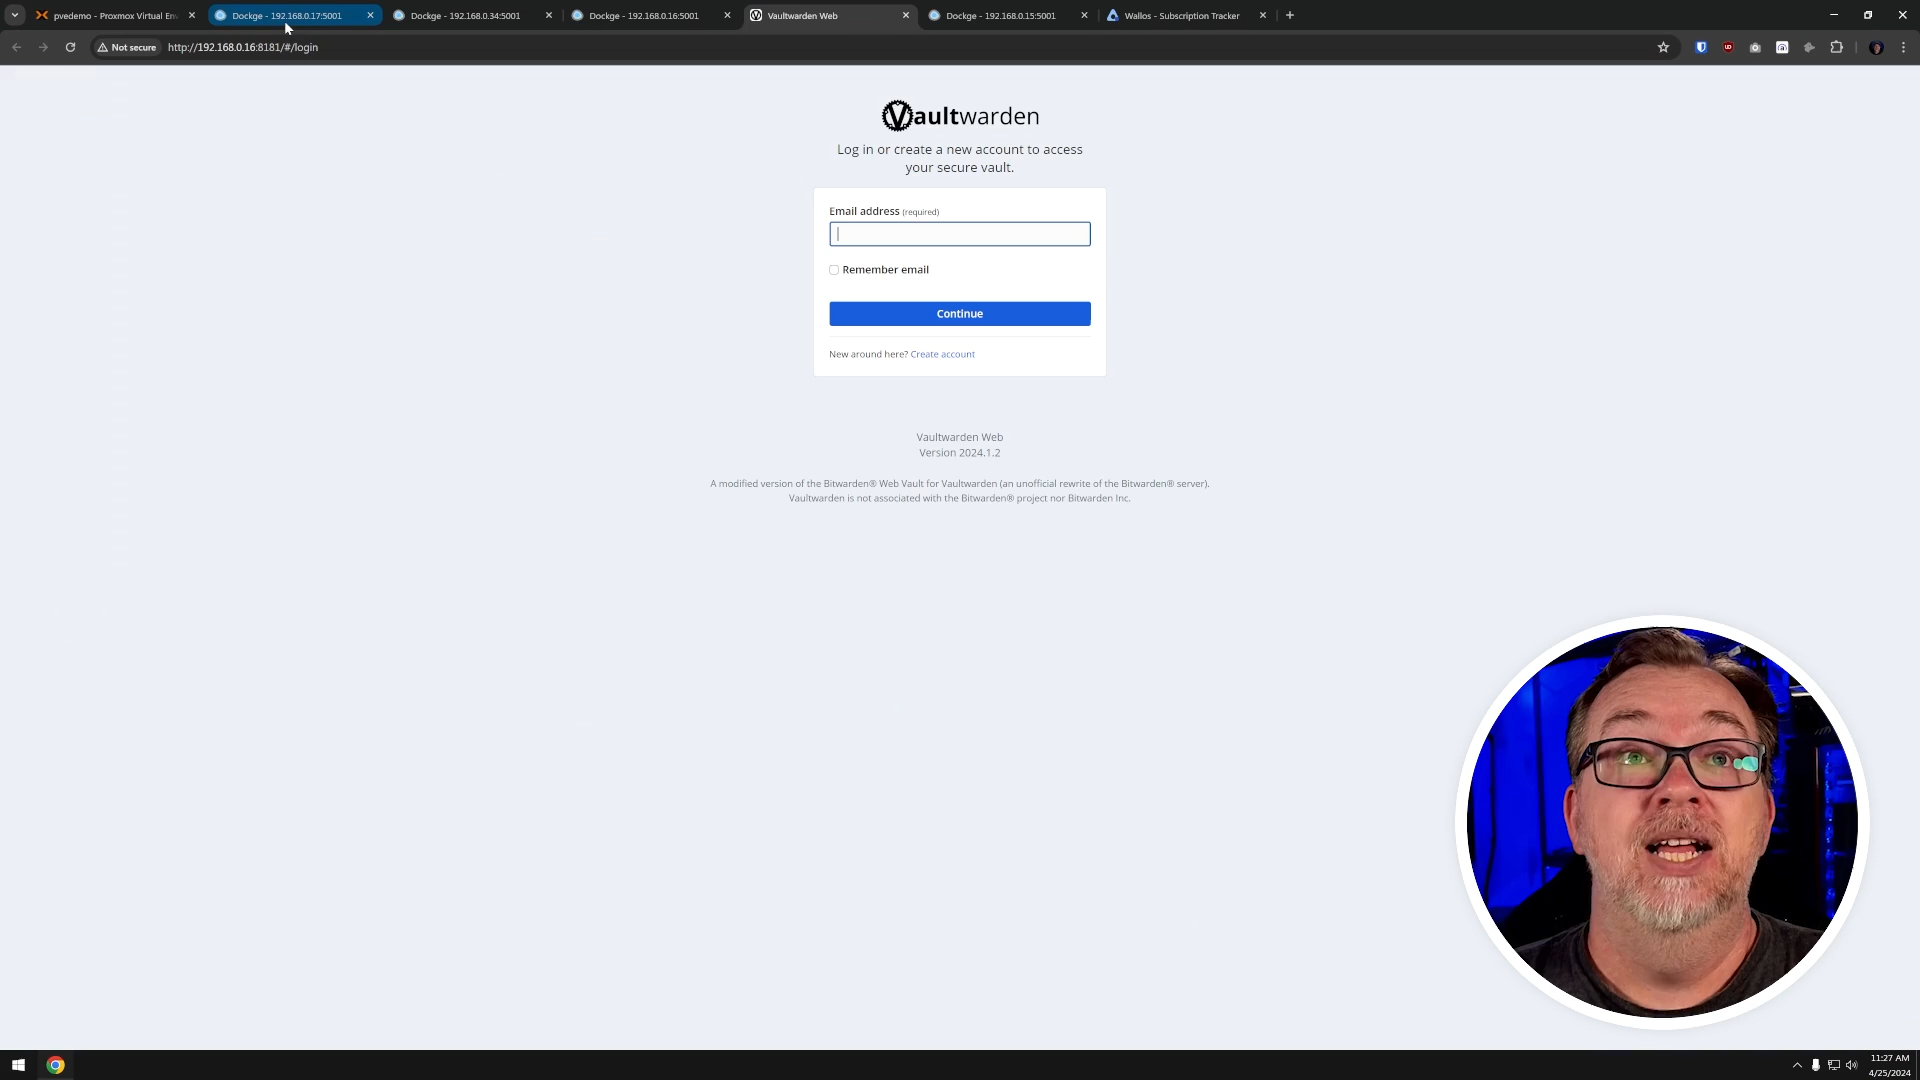 pvedemo - Proxmox Virtual En
Dockge - 192.168.0.17:5001
Dockge - 192.168.0.34:5001
Dockge - 192.168.0.16:5001
Vaultwarden Web
Dockge - 192.168.0.15:5001
Wallos - Subscription Tracker
Not secure
http://192.168.0.16:8181/#/login
Vaultwarden
Log in or create a new account to access
your secure vault.
Email address (required)
Remember email
Continue
New around here? Create account
Vaultwarden Web
Version 2024.1.2
A modified version of the Bitwarden® Web Vault for Vaultwarden (an unofficial rewrite of the Bitwarden® server).
Vaultwarden is not associated with the Bitwarden® project nor Bitwarden Inc.
11:27 AM
4/25/2024